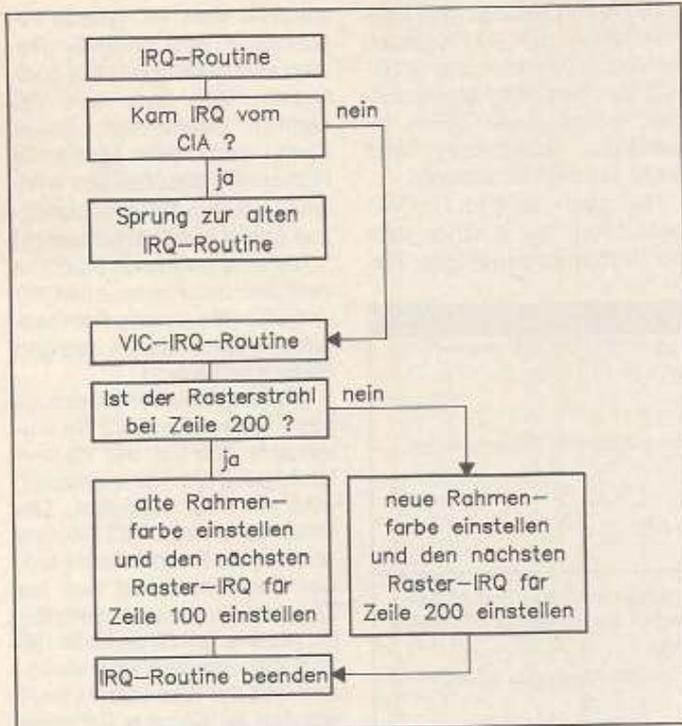 IRQ-Routine
Kam IRQ vom
CIA ?
nein
ja
Sprung zur alten
IRQ-Routine
VIC-IRQ-Routine
Ist der Rasterstrahl
bei Zeile 200 ?
nein
ja
alte Rahmen-
farbe einstellen
und den nächsten
Raster-IRQ für
Zeile 100 einstellen
neue Rahmen-
farbe einstellen
und den nächsten
Raster-IRQ für
Zeile 200 einstellen
IRQ-Routine beenden